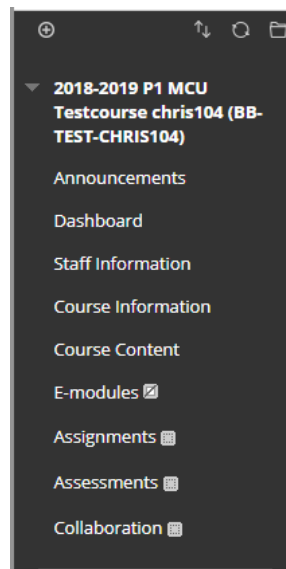 2018-2019 P1 MCU
Testcourse chris104 (BB-
TEST-CHRIS104)
Announcements
Dashboard
Staff Information
Course Information
Course Content
E-modules
Assignments
Assessments
Collaboration